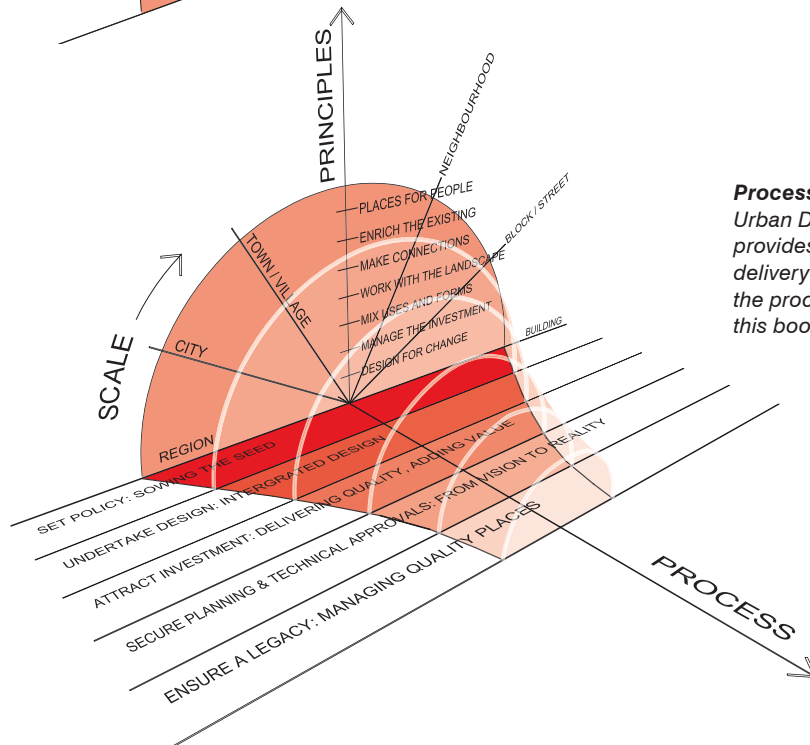 PRINCIPLES
NEIGHBOURHOOD
BLOCK / STREET
PLACES FOR PEOPLE
ENRICH THE EXISTING
MAKE CONNECTIONS
WORK WITH THE LANDSCAPE
MIX USES AND FORMS
MANAGE THE INVESTMENT
DESIGN FOR CHANGE
TOWN / VILLAGE
CITY
SCALE
REGION
BUILDING
SET POLICY: SOWING THE SEED
UNDERTAKE DESIGN: INTERGRATED DESIGN
ATTRACT INVESTMENT: DELIVERING QUALITY, ADDING VALUE
SECURE PLANNING & TECHNICAL APPROVALS: FROM VISION TO REALITY
ENSURE A LEGACY: MANAGING QUALITY PLACES
PROCESS
Process
Urban D
provides
delivery
the proc
this boo